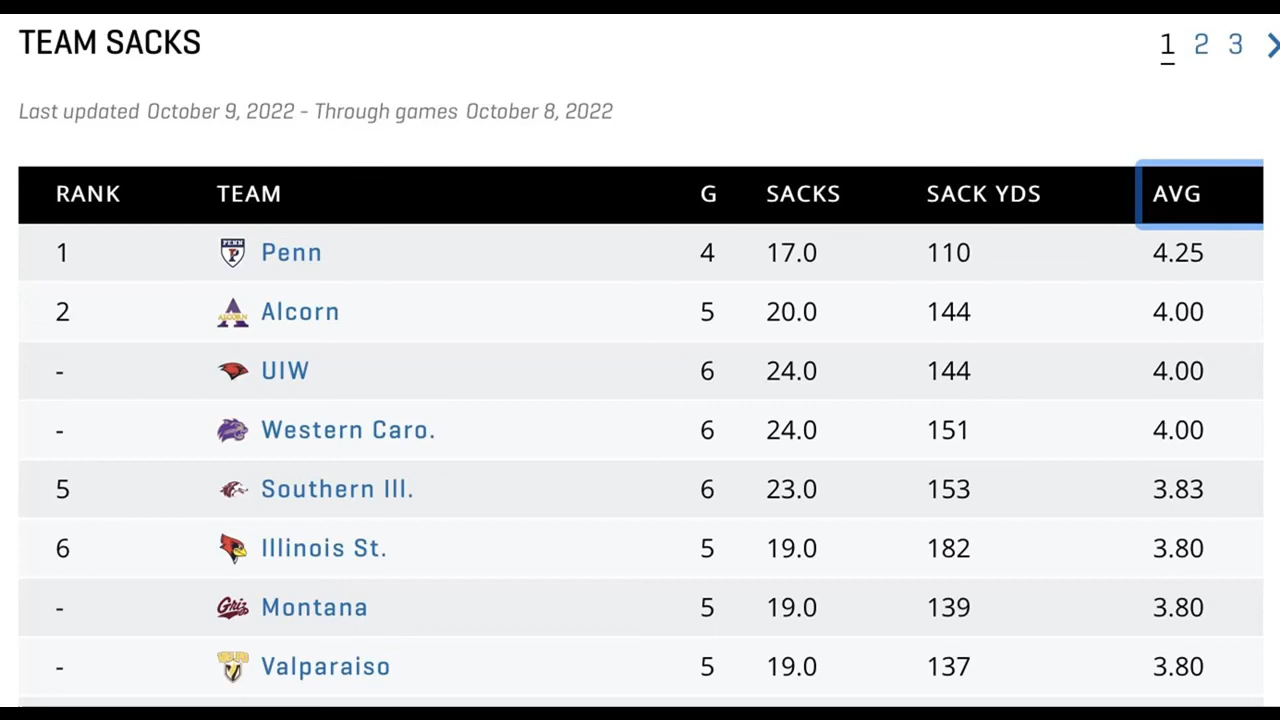 TEAM SACKS
1 2 3
Last updated October 9, 2022 - Through games October 8, 2022
RANK TEAM G SACKS SACK YDS AVG
1 PENN P Penn 4 17.0 110 4.25
2 ALCORN A Alcorn 5 20.0 144 4.00
- UIW 6 24.0 144 4.00
- Western Caro. 6 24.0 151 4.00
5 Southern Ill. 6 23.0 153 3.83
6 Illinois St. 5 19.0 182 3.80
- Griz Montana 5 19.0 139 3.80
- Valparaiso 5 19.0 137 3.80